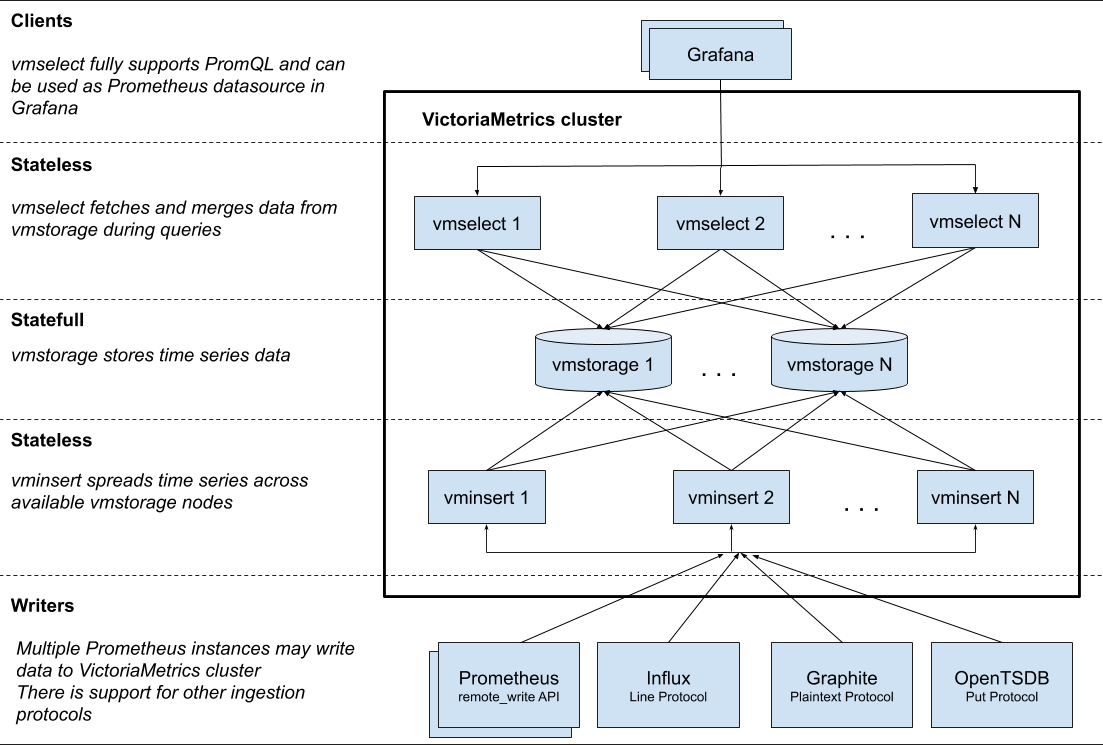 Clients
vmselect fully supports PromQL and can
be used as Prometheus datasource in
Grafana
Grafana
VictoriaMetrics cluster
Stateless
vmselect fetches and merges data from
vmstorage during queries
vmselect 1
vmselect 2
. . .
vmselect N
Statefull
vmstorage stores time series data
vmstorage 1
. . .
vmstorage N
Stateless
vminsert spreads time series across
available vmstorage nodes
vminsert 1
vminsert 2
. . .
vminsert N
Writers
Multiple Prometheus instances may write
data to VictoriaMetrics cluster
There is support for other ingestion
protocols
Prometheus
remote_write API
Influx
Line Protocol
Graphite
Plaintext Protocol
OpenTSDB
Put Protocol